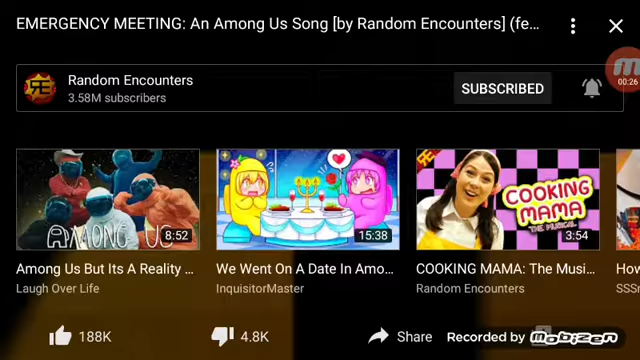 EMERGENCY MEETING: An Among Us Song [by Random Encounters] (fe...
Random Encounters
3.58M subscribers
SUBSCRIBED
00:26
AMONG US
8:52
15:38
COOKING
MAMA
THE MUSICAL
3:54
Among Us But Its A Reality ...
We Went On A Date In Amo...
COOKING MAMA: The Musi...
How
Laugh Over Life
InquisitorMaster
Random Encounters
SSSn
188K
4.8K
Share
Recorded by
mobizen